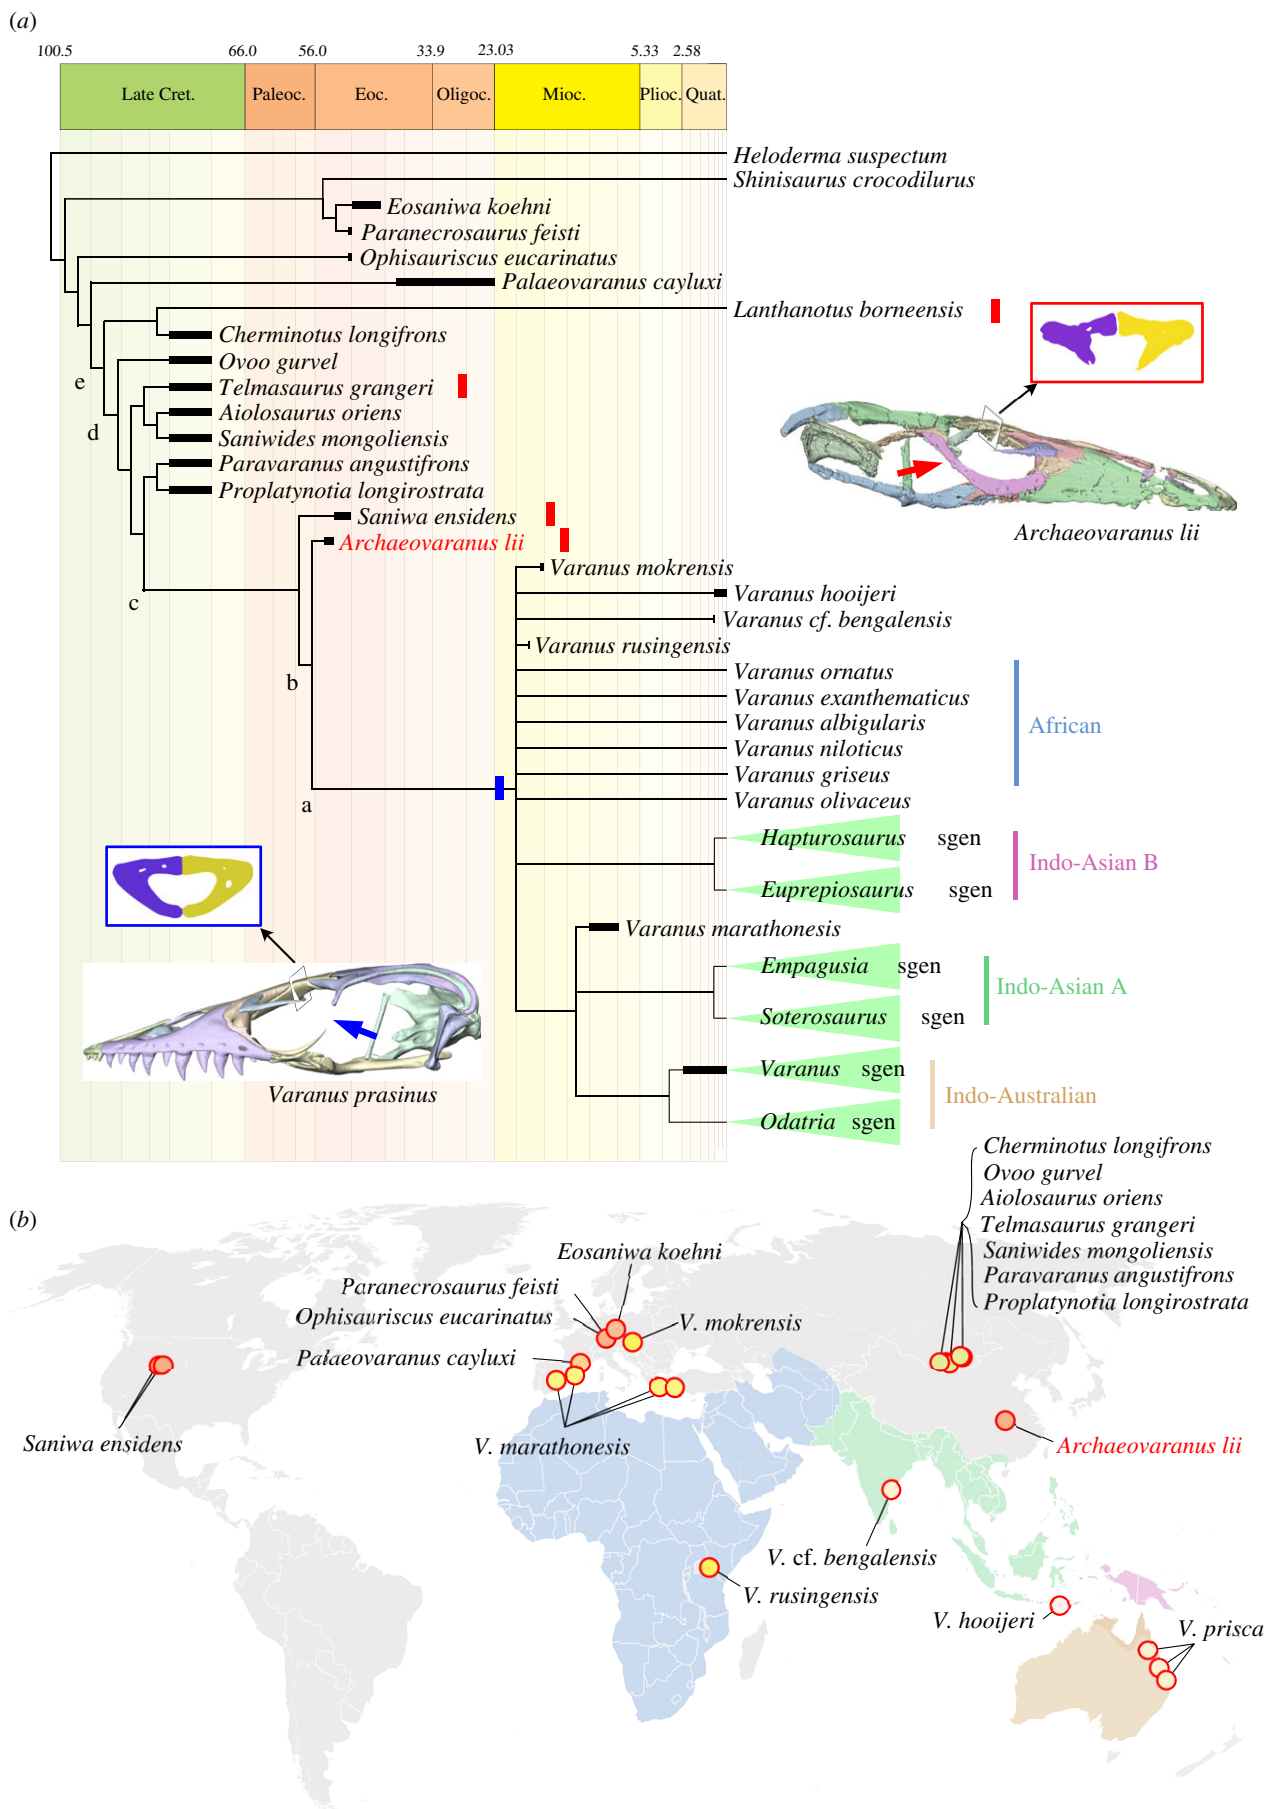 (a)
100.5 66.0 56.0 33.9 23.03 5.33 2.58
Late Cret. Paleoc. Eoc. Oligoc. Mioc. Plioc. Quat.
Heloderma suspectum
Shinisaurus crocodilurus
Eosaniwa koehni
Paranecrosaurus feisti
Ophisauriscus eucarinatus
Palaeovaranus cayluxi
Lanthanotus borneensis
Cherminotus longifrons
Ovoo gurvel
e
Telmasaurus grangeri
Aiolosaurus oriens
d
Saniwides mongoliensis
Paravaranus angustifrons
Proplatynotia longirostrata
Saniwa ensidens
Archaeovaranus lii
Archaeovaranus lii
Varanus mokrensis
Varanus hooijeri
c
Varanus cf. bengalensis
Varanus rusingensis
Varanus ornatus
b
Varanus exanthematicus
Varanus albigularis
African
Varanus niloticus
Varanus griseus
Varanus olivaceus
a
Hapturosaurus sgen
Indo-Asian B
Euprepiosaurus sgen
Varanus marathonesis
Empagusia sgen
Indo-Asian A
Soterosaurus sgen
Varanus sgen
Varanus prasinus
Indo-Australian
Odatria sgen
Cherminotus longifrons
Ovoo gurvel
Aiolosaurus oriens
Telmasaurus grangeri
Saniwides mongoliensis
Paravaranus angustifrons
Proplatynotia longirostrata
(b)
Eosaniwa koehni
Paranecrosaurus feisti
Ophisauriscus eucarinatus
V. mokrensis
Palaeovaranus cayluxi
Saniwa ensidens
V. marathonesis
Archaeovaranus lii
V. cf. bengalensis
V. rusingensis
V. hooijeri
V. prisca